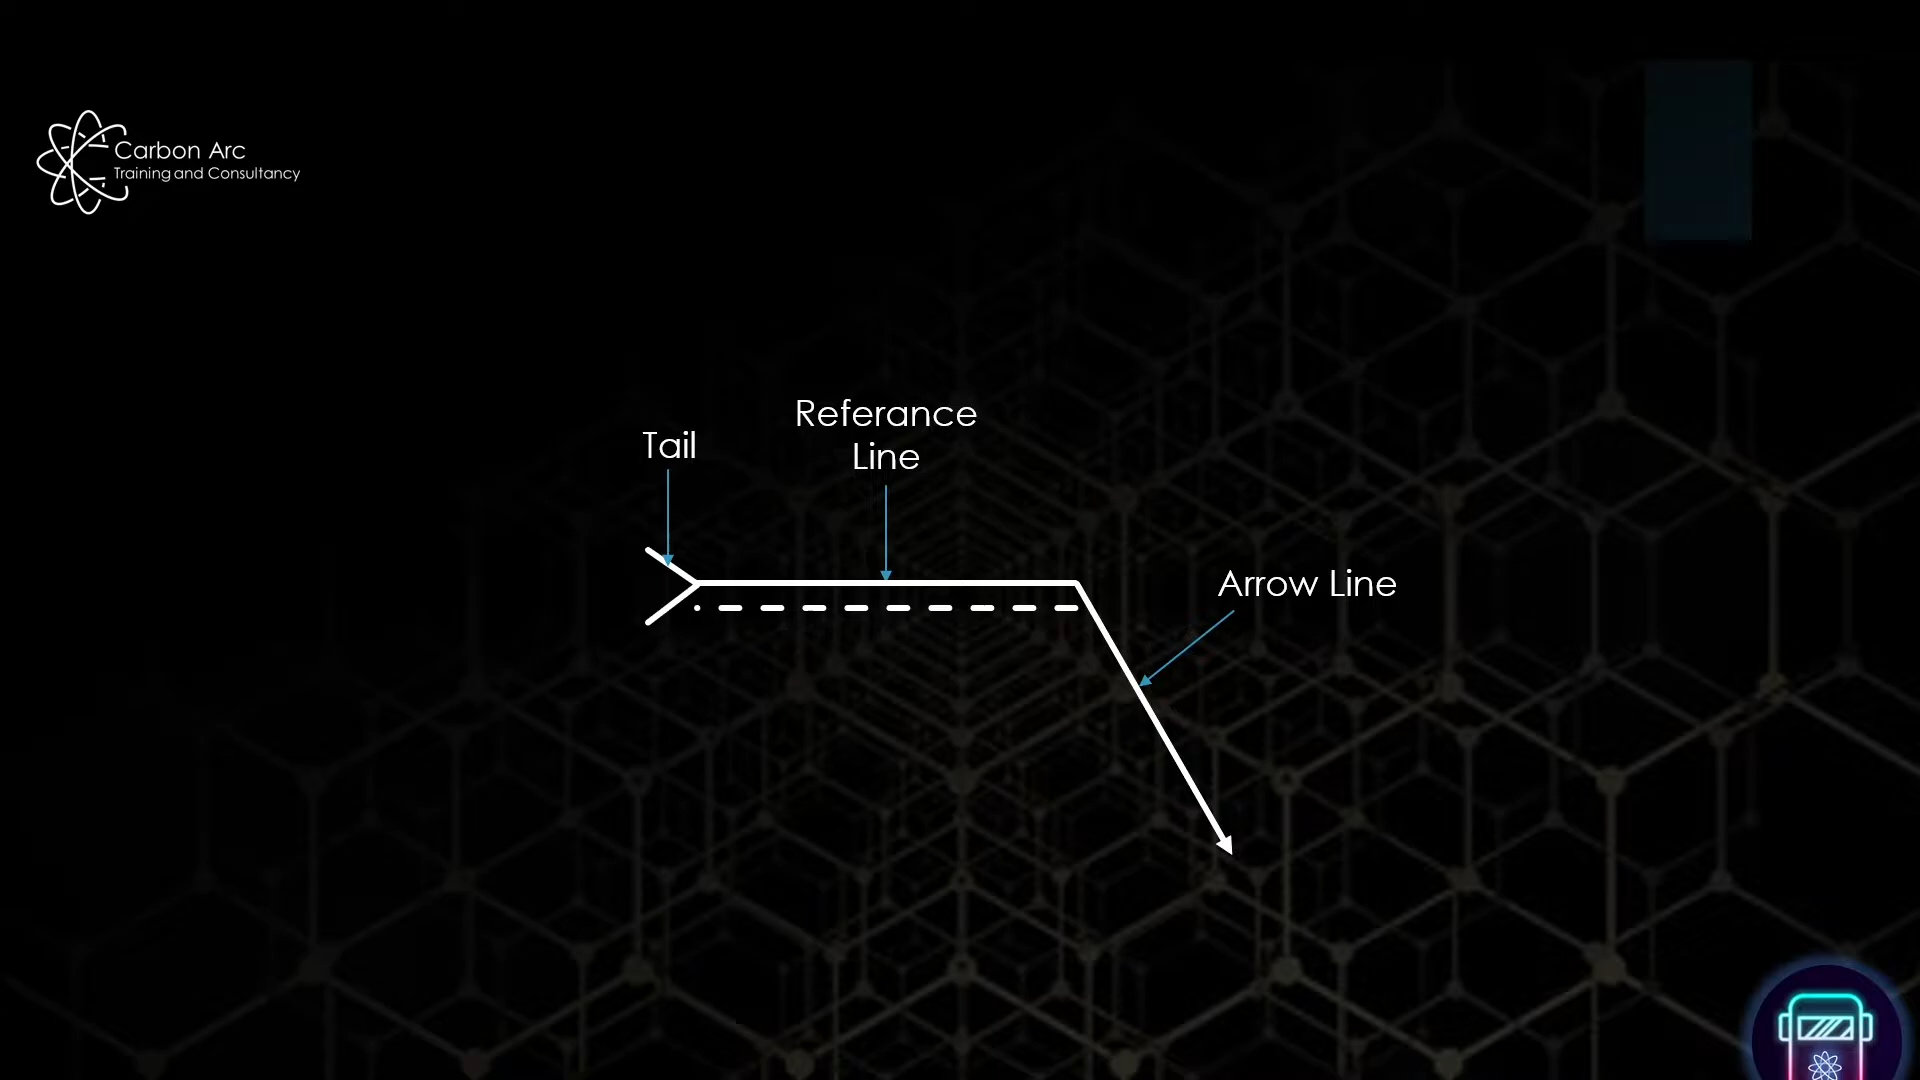 Carbon Arc
Training and Consultancy
Referance
Line
Tail
Arrow Line